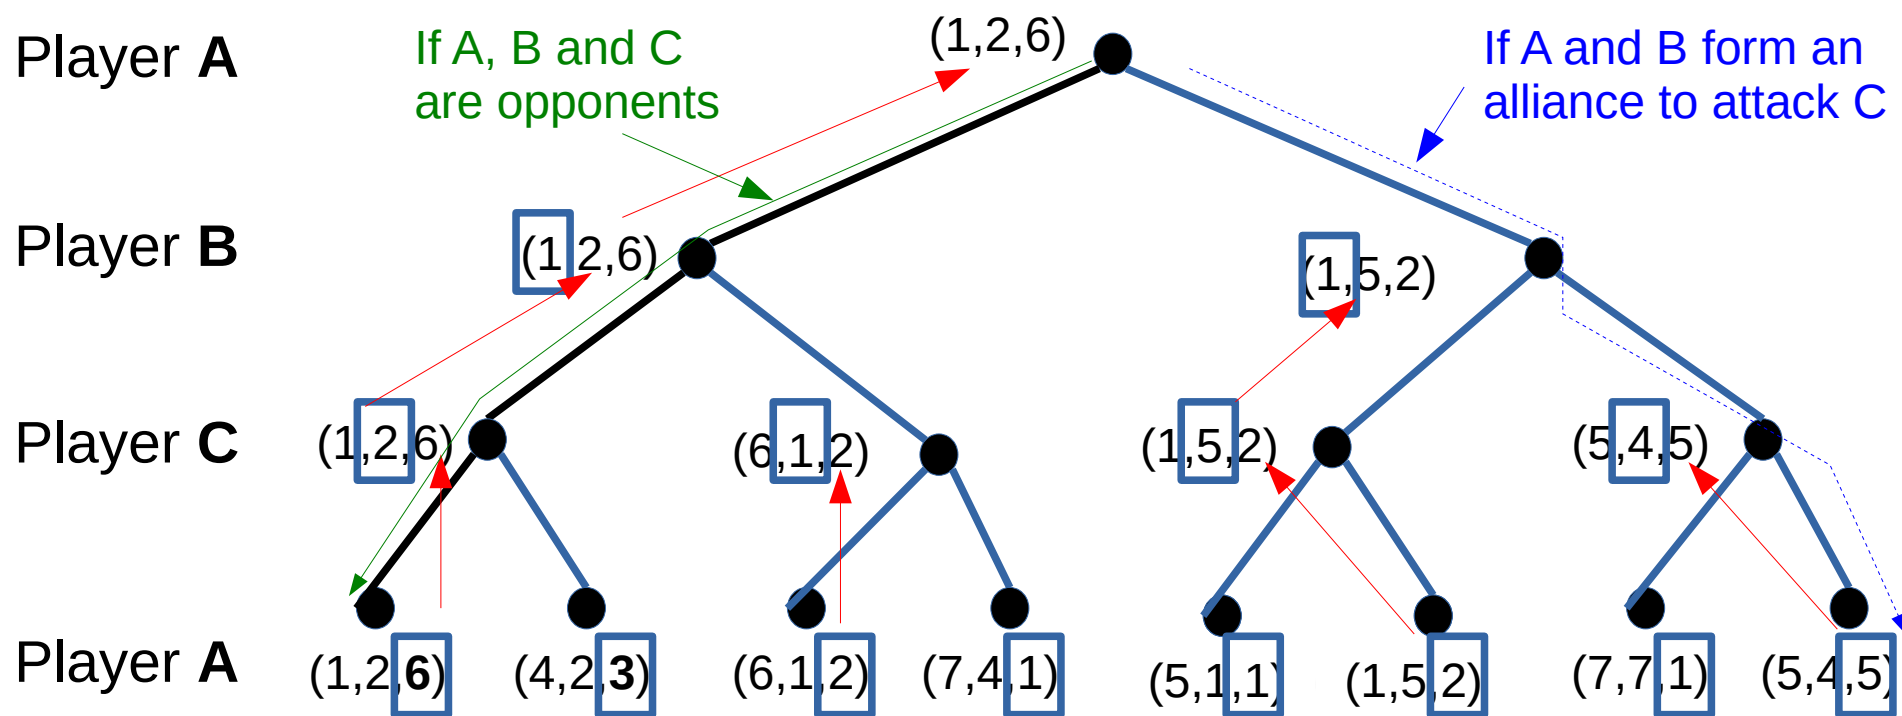 Player A
If A, B and C
are opponents
(1,2,6)
If A and B form an
alliance to attack C
Player B
(1,2,6)
(1,5,2)
Player C
(1,2,6)
(6,1,2)
(1,5,2)
(5,4,5)
Player A
(1,2,6)
(4,2,3)
(6,1,2)
(7,4,1)
(5,1,1)
(1,5,2)
(7,7,1)
(5,4,5)